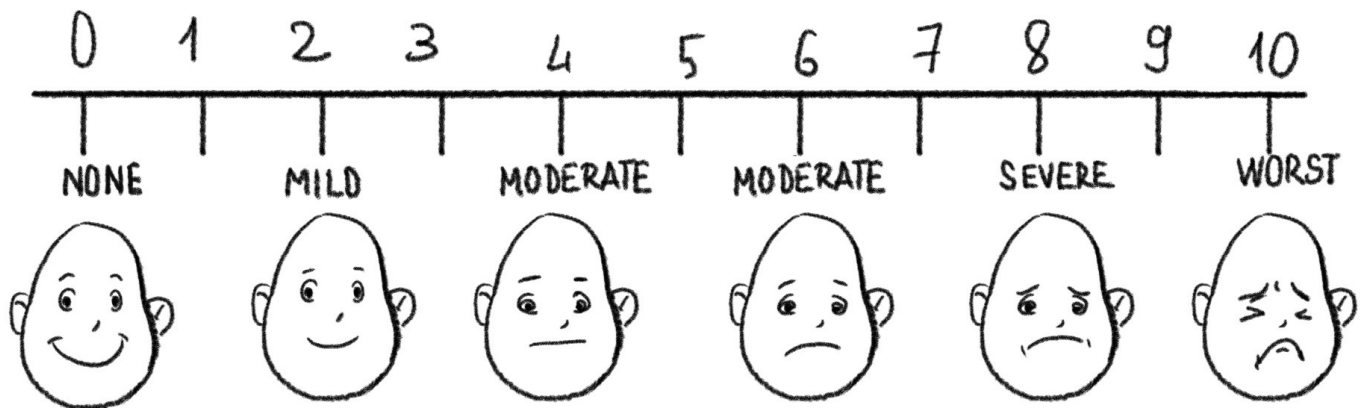 0 1 2 3 4 5 6 7 8 9 10
NONE MILD MODERATE MODERATE SEVERE WORST